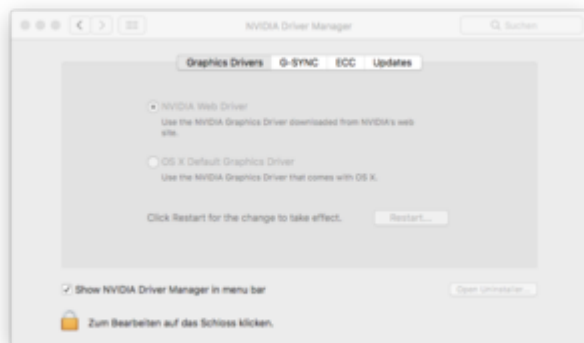 NVIDIA Driver Manager
Suchen
Graphics Drivers G-SYNC ECC Updates
NVIDIA Web Driver
Use the NVIDIA Graphics Driver downloaded from NVIDIA's web
site.
OS X Default Graphics Driver
Use the NVIDIA Graphics Driver that comes with OS X.
Click Restart for the change to take effect. Restart...
Show NVIDIA Driver Manager in menu bar Open Uninstaller...
Zum Bearbeiten auf das Schloss klicken.